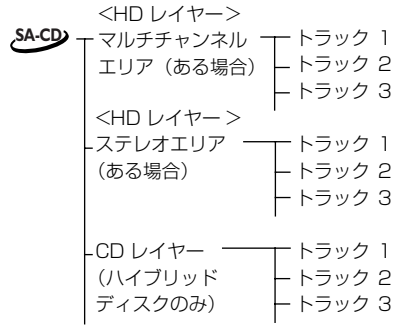 <HD レイヤー>
SA-CD マルチチャンネル トラック 1
エリア（ある場合） トラック 2
トラック 3
<HD レイヤー>
ステレオエリア トラック 1
（ある場合） トラック 2
トラック 3
CD レイヤー トラック 1
（ハイブリッド トラック 2
ディスクのみ） トラック 3